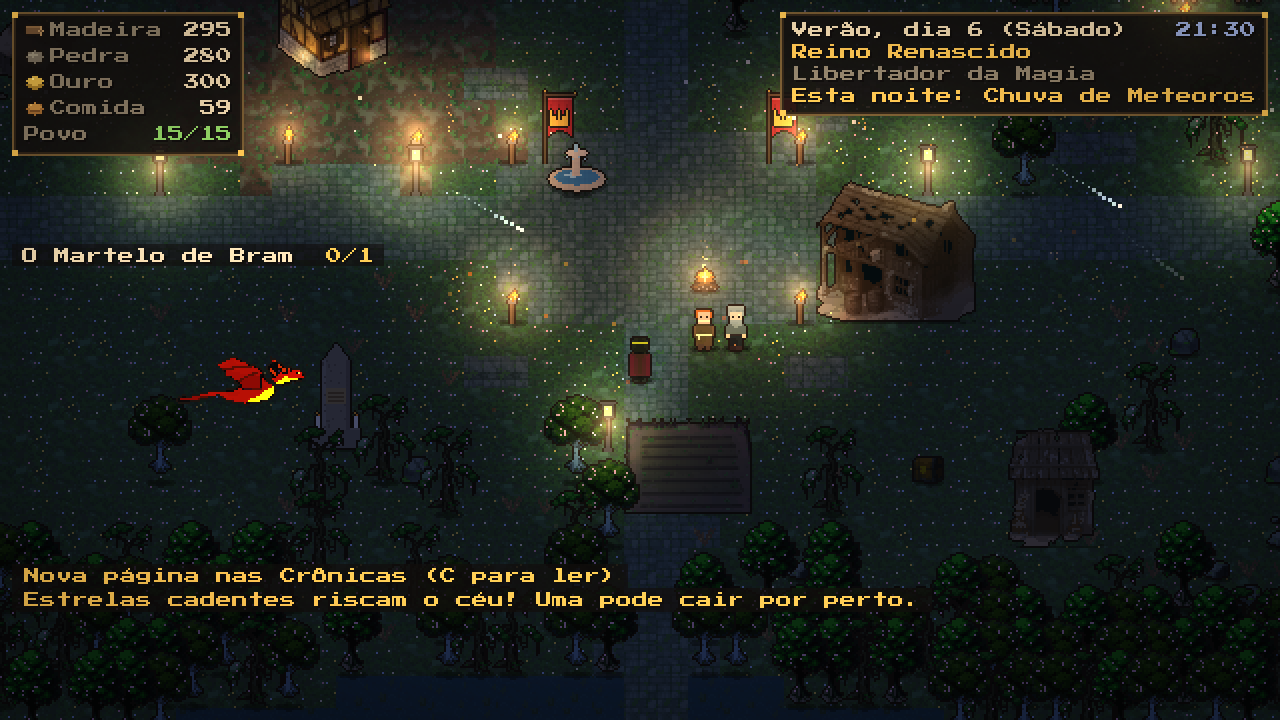 Madeira 295
Pedra 280
Ouro 300
Comida 59
Povo 15/15
Verão, dia 6 (Sábado) 21:30
Reino Renascido
Libertador da Magia
Esta noite: Chuva de Meteoros
O Martelo de Bram 0/1
Nova página nas Crônicas (C para ler)
Estrelas cadentes riscam o céu! Uma pode cair por perto.